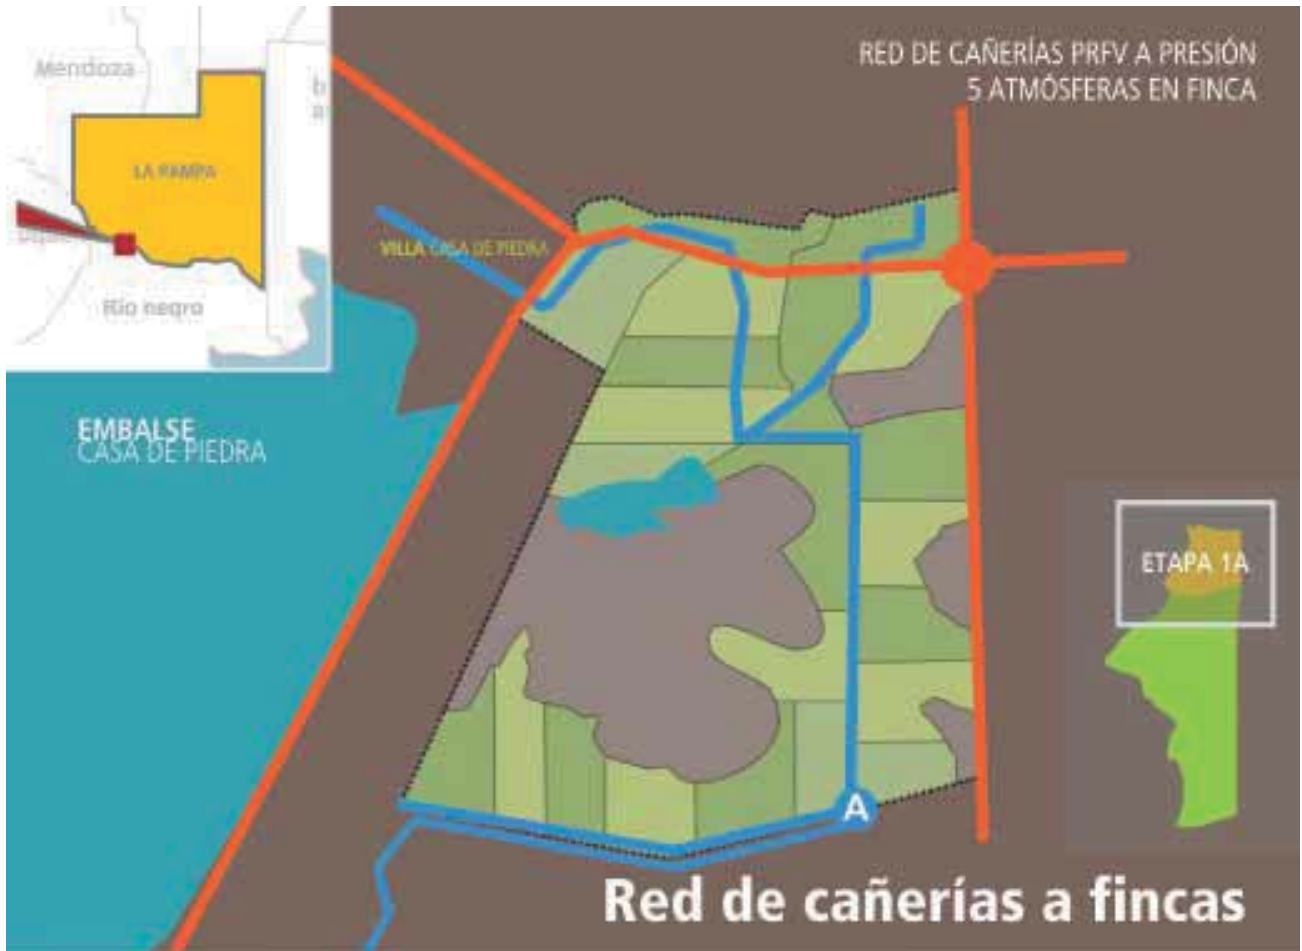 Mendoza
LA PAMPA
Río negro
RED DE CAÑERÍAS PRFV A PRESIÓN
5 ATMÓSFERAS EN FINCA
VILLA CASA DE PIEDRA
EMBALSE
CASA DE PIEDRA
ETAPA 1A
A
Red de cañerías a fincas